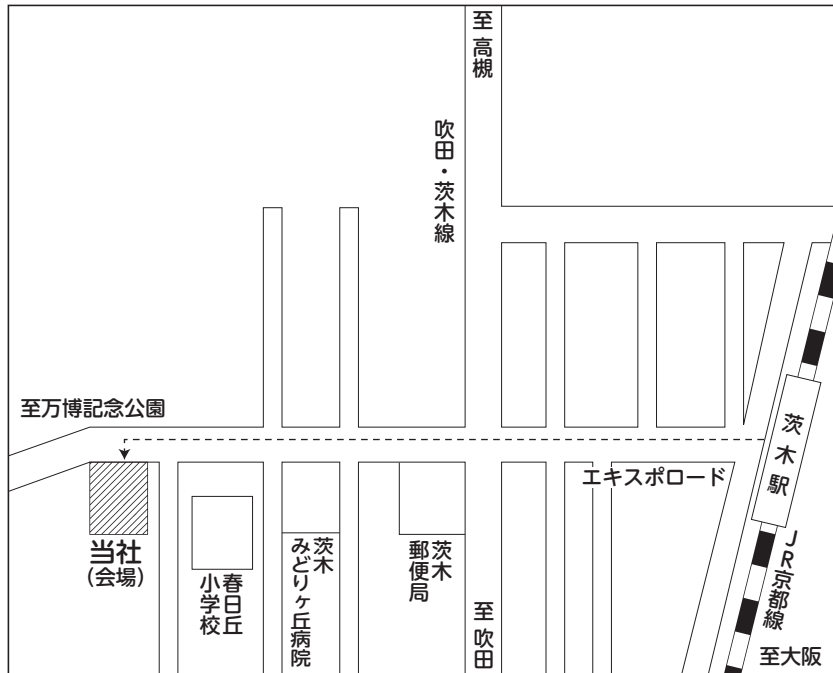 至高槻
吹田・茨木線
至万博記念公園
茨木駅
エキスポロード
当社
(会場)
春日丘
小学校
茨木
みどりヶ丘病院
茨木
郵便局
至吹田
JR京都線
至大阪